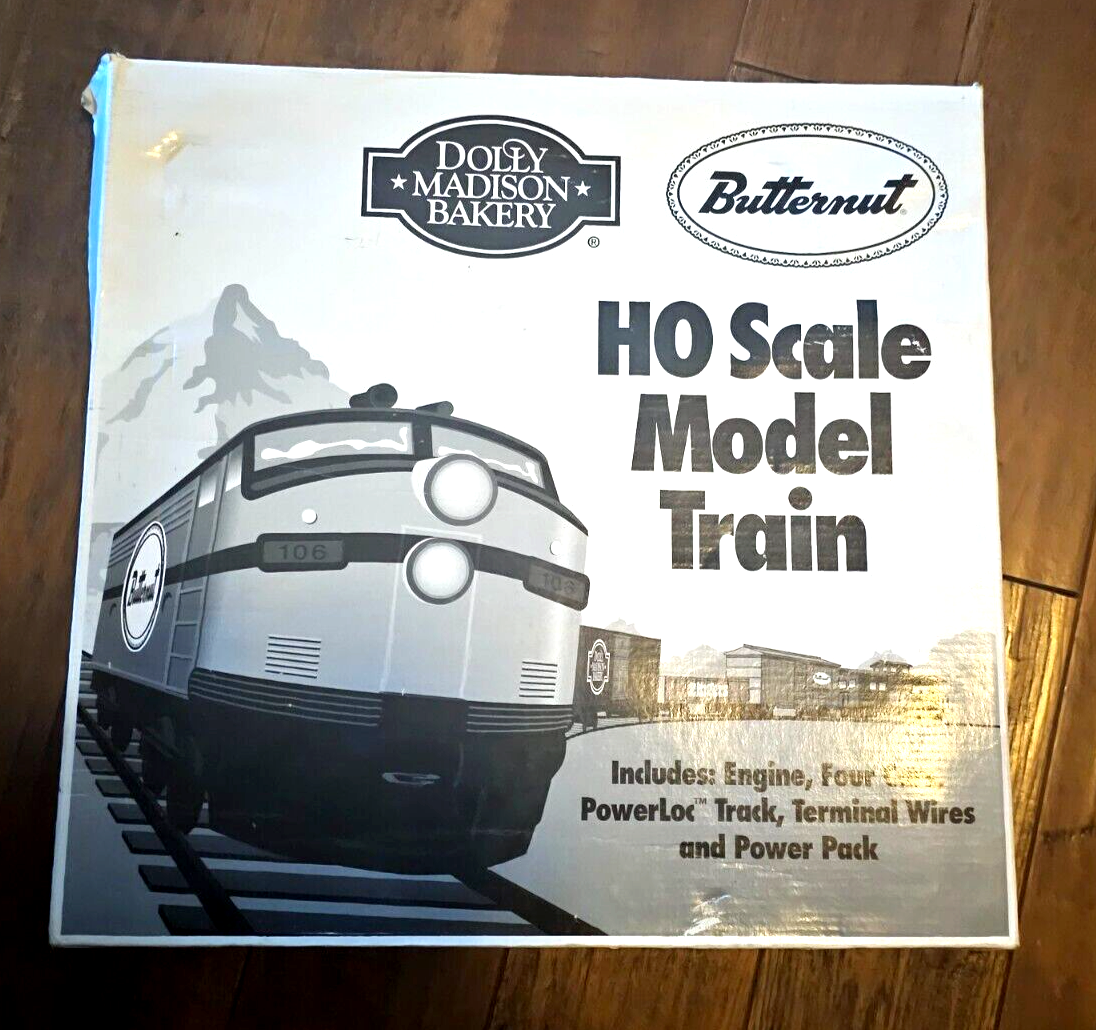 DOLLY
MADISON
BAKERY
®
Butternut®
HO Scale
Model
Train
106
106
Butternut
Includes: Engine, Four
PowerLoc™ Track, Terminal Wires
and Power Pack